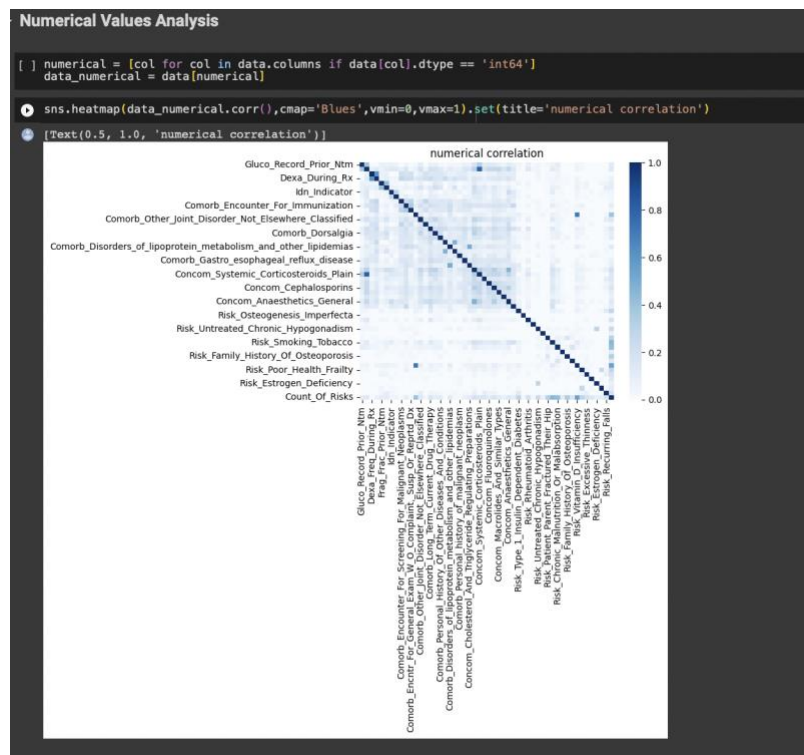 Numerical Values Analysis
[ ] numerical = [col for col in data.columns if data[col].dtype == 'int64']
data_numerical = data[numerical]
sns.heatmap(data_numerical.corr(),cmap='Blues',vmin=0,vmax=1).set(title='numerical correlation')
[Text(0.5, 1.0, 'numerical correlation')]
numerical correlation
Gluco_Record_Prior_Ntm
Dexa_During_Rx
Idn_Indicator
Comorb_Encounter_For_Immunization
Comorb_Other_Joint_Disorder_Not_Elsewhere_Classified
Comorb_Dorsalgia
Comorb_Disorders_of_lipoprotein_metabolism_and_other_lipidemias
Comorb_Gastro_esophageal_reflux_disease
Concom_Systemic_Corticosteroids_Plain
Concom_Cephalosporins
Concom_Anaesthetics_General
Risk_Osteogenesis_Imperfecta
Risk_Untreated_Chronic_Hypogonadism
Risk_Smoking_Tobacco
Risk_Family_History_Of_Osteoporosis
Risk_Poor_Health_Frailty
Risk_Estrogen_Deficiency
Count_Of_Risks
1.0
0.8
0.6
0.4
0.2
0.0
Gluco_Record_Prior_Ntm
Dexa_Freq_During_Rx
Frag_Frac_Prior_Ntm
Idn_Indicator
Comorb_Encounter_For_Screening_For_Malignant_Neoplasms
Comorb_Encntr_For_General_Exam_W_O_Complaint,_Susp_Or_Reprtd_Dx
Comorb_Other_Joint_Disorder_Not_Elsewhere_Classified
Comorb_Long_Term_Current_Drug_Therapy
Comorb_Personal_History_Of_Other_Diseases_And_Conditions
Comorb_Disorders_of_lipoprotein_metabolism_and_other_lipidemias
Comorb_Personal_history_of_malignant_neoplasm
Concom_Cholesterol_And_Triglyceride_Regulating_Preparations
Concom_Systemic_Corticosteroids_Plain
Concom_Fluoroquinolones
Concom_Macrolides_And_Similar_Types
Concom_Anaesthetics_General
Risk_Type_1_Insulin_Dependent_Diabetes
Risk_Rheumatoid_Arthritis
Risk_Untreated_Chronic_Hypogonadism
Risk_Patient_Parent_Fractured_Their_Hip
Risk_Chronic_Malnutrition_Or_Malabsorption
Risk_Family_History_Of_Osteoporosis
Risk_Vitamin_D_Insufficiency
Risk_Excessive_Thinness
Risk_Estrogen_Deficiency
Risk_Recurring_Falls